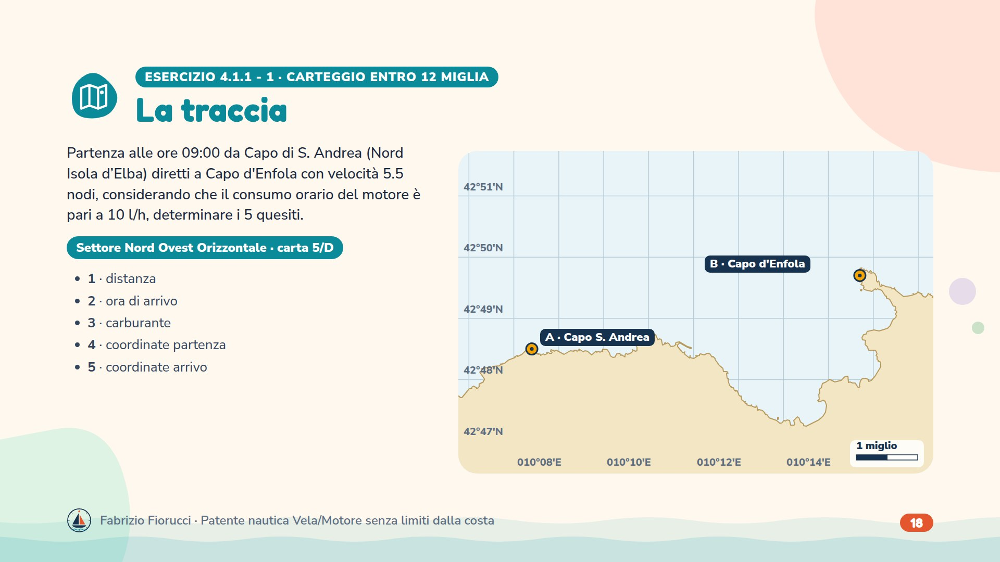 ESERCIZIO 4.1.1 - 1 · CARTEGGIO ENTRO 12 MIGLIA
La traccia
Partenza alle ore 09:00 da Capo di S. Andrea (Nord
Isola d’Elba) diretti a Capo d'Enfola con velocità 5.5
nodi, considerando che il consumo orario del motore è
pari a 10 l/h, determinare i 5 quesiti.
Settore Nord Ovest Orizzontale · carta 5/D
• 1 · distanza
• 2 · ora di arrivo
• 3 · carburante
• 4 · coordinate partenza
• 5 · coordinate arrivo
42°51'N
42°50'N
B · Capo d'Enfola
42°49'N
A · Capo S. Andrea
42°48'N
42°47'N
1 miglio
010°08'E
010°10'E
010°12'E
010°14'E
Fabrizio Fiorucci · Patente nautica Vela/Motore senza limiti dalla costa
18